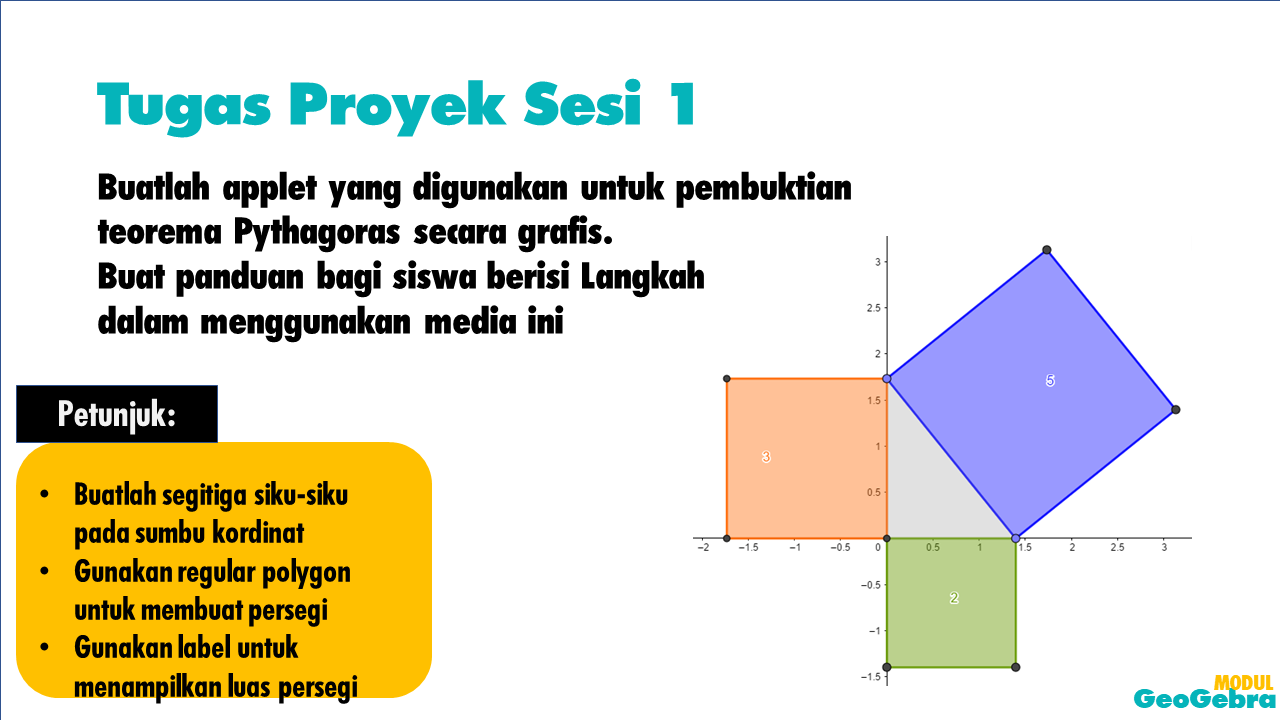 Tugas Proyek Sesi 1
Buatlah applet yang digunakan untuk pembuktian
teorema Pythagoras secara grafis.
Buat panduan bagi siswa berisi Langkah
dalam menggunakan media ini
Petunjuk:
• Buatlah segitiga siku-siku
pada sumbu kordinat
• Gunakan regular polygon
untuk membuat persegi
• Gunakan label untuk
menampilkan luas persegi
3
2.5
2
1.5
1
0.5
−0.5
−1
−1.5
−2 −1.5 −1 −0.5 0 0.5 1 1.5 2 2.5 3
5
3
2
MODUL
GeoGebra